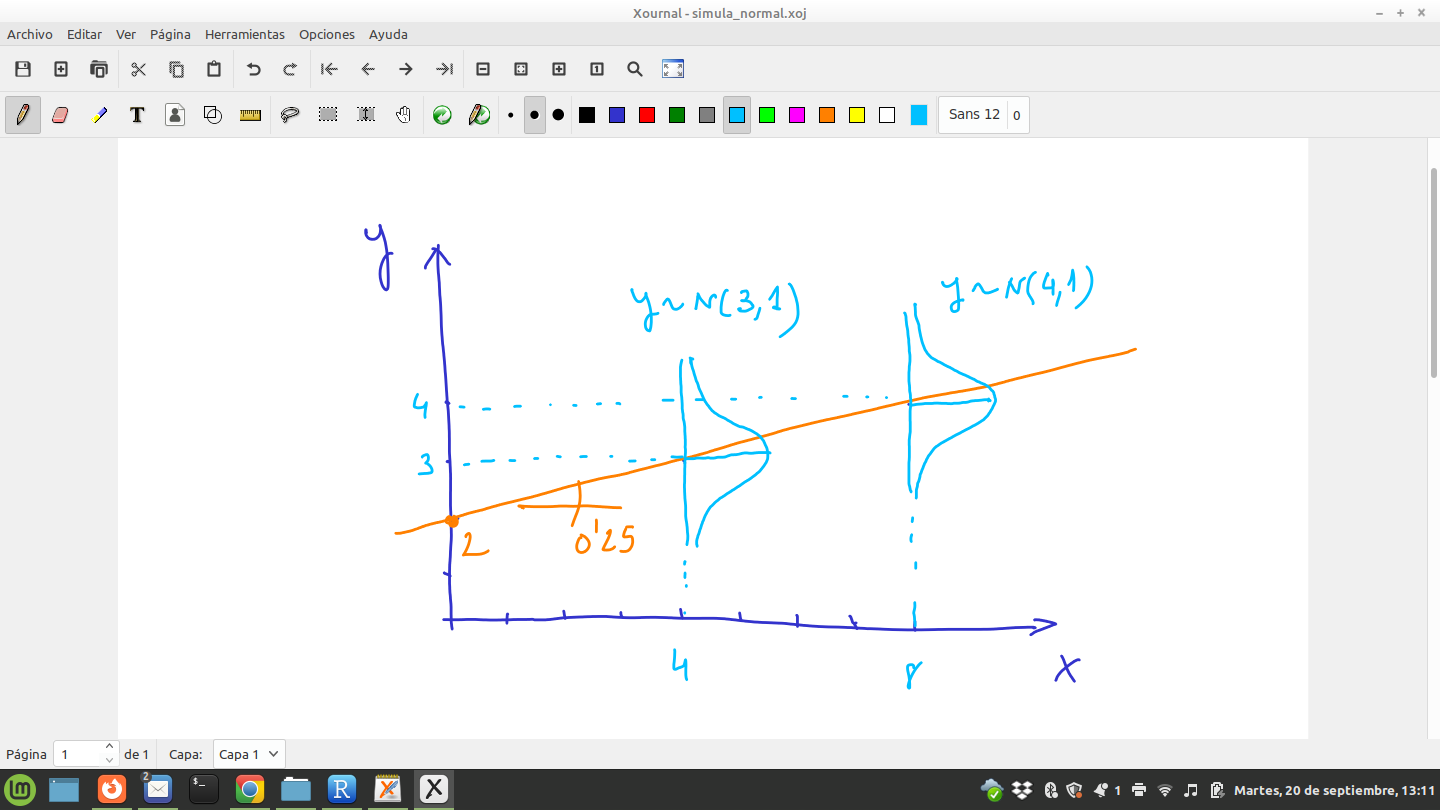 Xournal - simula_normal.xoj
Archivo Editar Ver Página Herramientas Opciones Ayuda
Sans 12 0
y
y ~ N(3,1)
y ~ N(4,1)
4
3
2
0'25
4
8
x
Página 1 de 1 Capa: Capa 1
2
1
Martes, 20 de septiembre, 13:11